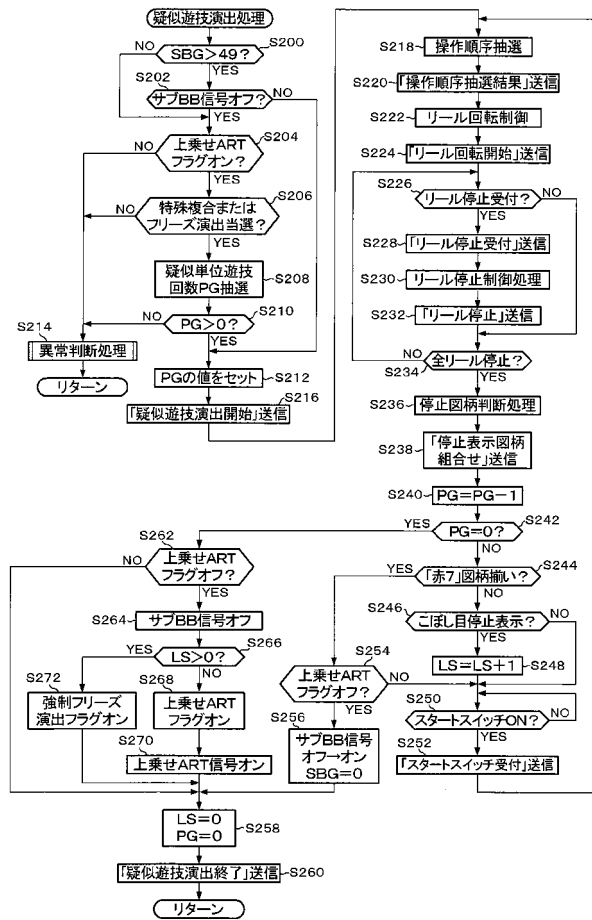 疑似遊技演出処理
S200
SBG>49?
NO
YES
S202
サブBB信号オフ?
NO
YES
S204
上乗せART
フラグオン?
NO
YES
S206
特殊複合または
フリーズ演出当選?
NO
YES
疑似単位遊技
回数PG抽選
S208
S210
PG>0?
NO
YES
S214
異常判断処理
リターン
PGの値をセット
S212
S216
「疑似遊技演出開始」送信
S218
操作順序抽選
S220
「操作順序抽選結果」送信
S222
リール回転制御
S224
「リール回転開始」送信
S226
リール停止受付?
NO
YES
S228
「リール停止受付」送信
S230
リール停止制御処理
S232
「リール停止」送信
NO
全リール停止?
S234
YES
S236
停止図柄判断処理
S238
「停止表示図柄
組合せ」送信
S240
PG=PG-1
S242
PG=0?
YES
NO
S244
「赤7」図柄揃い?
YES
NO
S246
こぼし目停止表示?
NO
YES
LS=LS+1
S248
S250
スタートスイッチON?
NO
YES
S252
「スタートスイッチ受付」送信
S254
上乗せART
フラグオフ?
NO
YES
S256
サブBB信号
オフ→オン
SBG=0
S262
上乗せART
フラグオフ?
NO
YES
S264
サブBB信号オフ
S266
LS>0?
YES
NO
S272
強制フリーズ
演出フラグオン
S268
上乗せART
フラグオン
S270
上乗せART信号オン
LS=0
PG=0
S258
「疑似遊技演出終了」送信
S260
リターン